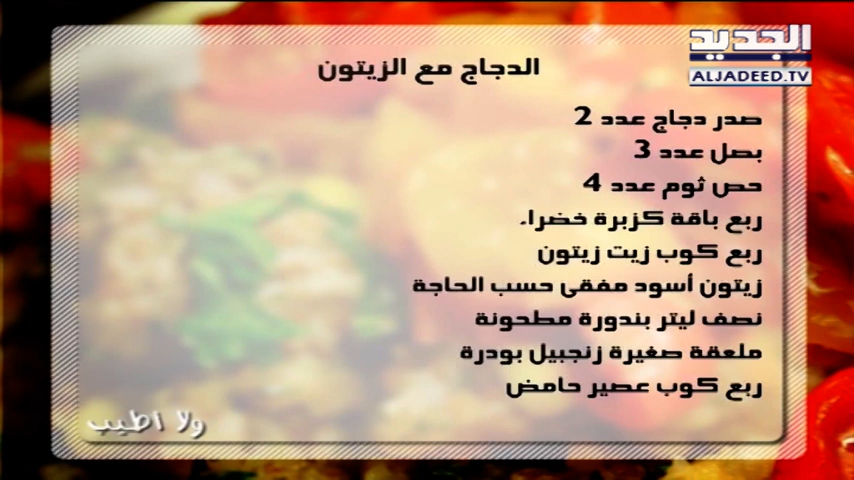 الجديد
ALJADEED.TV
الدجاج مع الزيتون
صدر دجاج عدد 2
بصل عدد 3
حص ثوم عدد 4
ربع باقة كزبرة خضراء
ربع كوب زيت زيتون
زيتون أسود مفقى حسب الحاجة
نصف ليتر بندورة مطحونة
ملعقة صغيرة زنجبيل بودرة
ربع كوب عصير حامض
ولا اطيب